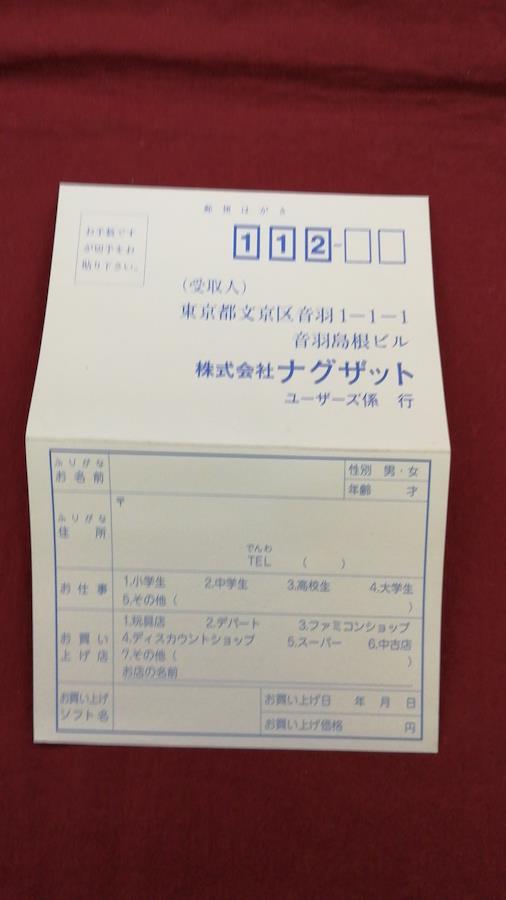 郵便はがき
お手数です
が切手をお
貼り下さい。
112-
(受取人)
東京都文京区音羽1-1-1
音羽島根ビル
株式会社ナグザット
ユーザーズ係 行
ふりがな
お名前
性別 男・女
年齢 才
ふりがな
住所
〒
でんわ
TEL ( )
お仕事
1.小学生 2.中学生 3.高校生 4.大学生
5.その他( )
お買い
上げ店
1.玩具店 2.デパート 3.ファミコンショップ
4.ディスカウントショップ 5.スーパー 6.中古店
7.その他( )
お店の名前
お買い上げ
ソフト名
お買い上げ日 年 月 日
お買い上げ価格 円